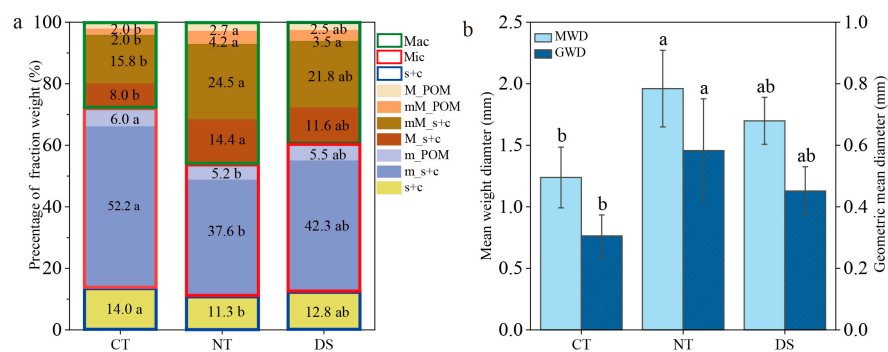 a
Precentage of fraction weight (%)
100
80
60
40
20
0
2.0 b
2.0 b
15.8 b
8.0 b
6.0 a
52.2 a
14.0 a
2.7 a
4.2 a
24.5 a
14.4 a
5.2 b
37.6 b
11.3 b
2.5 ab
3.5 a
21.8 ab
11.6 ab
5.5 ab
42.3 ab
12.8 ab
CT
NT
DS
Mac
Mic
s+c
M_POM
mM_POM
mM_s+c
M_s+c
m_POM
m_s+c
s+c
b
Mean weight diamter (mm)
2.5
2.0
1.5
1.0
0.5
0.0
MWD
GWD
b
b
a
a
ab
ab
CT
NT
DS
1.0
0.8
0.6
0.4
0.2
0.0
Geometric mean diameter (mm)